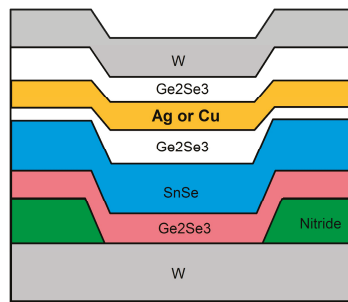 W
Ge2Se3
Ag or Cu
Ge2Se3
SnSe
Ge2Se3
Nitride
W